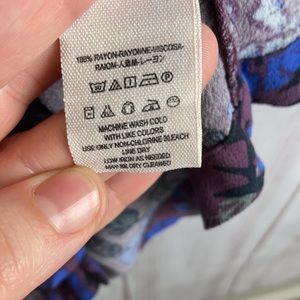 100% RAYON-RAYONNE-VISCOSA-
RAION-人造絲-レーヨン
MACHINE WASH COLD
WITH LIKE COLORS
USE ONLY NON-CHLORINE BLEACH
LINE DRY
LOW IRON AS NEEDED
MAY BE DRY CLEANED